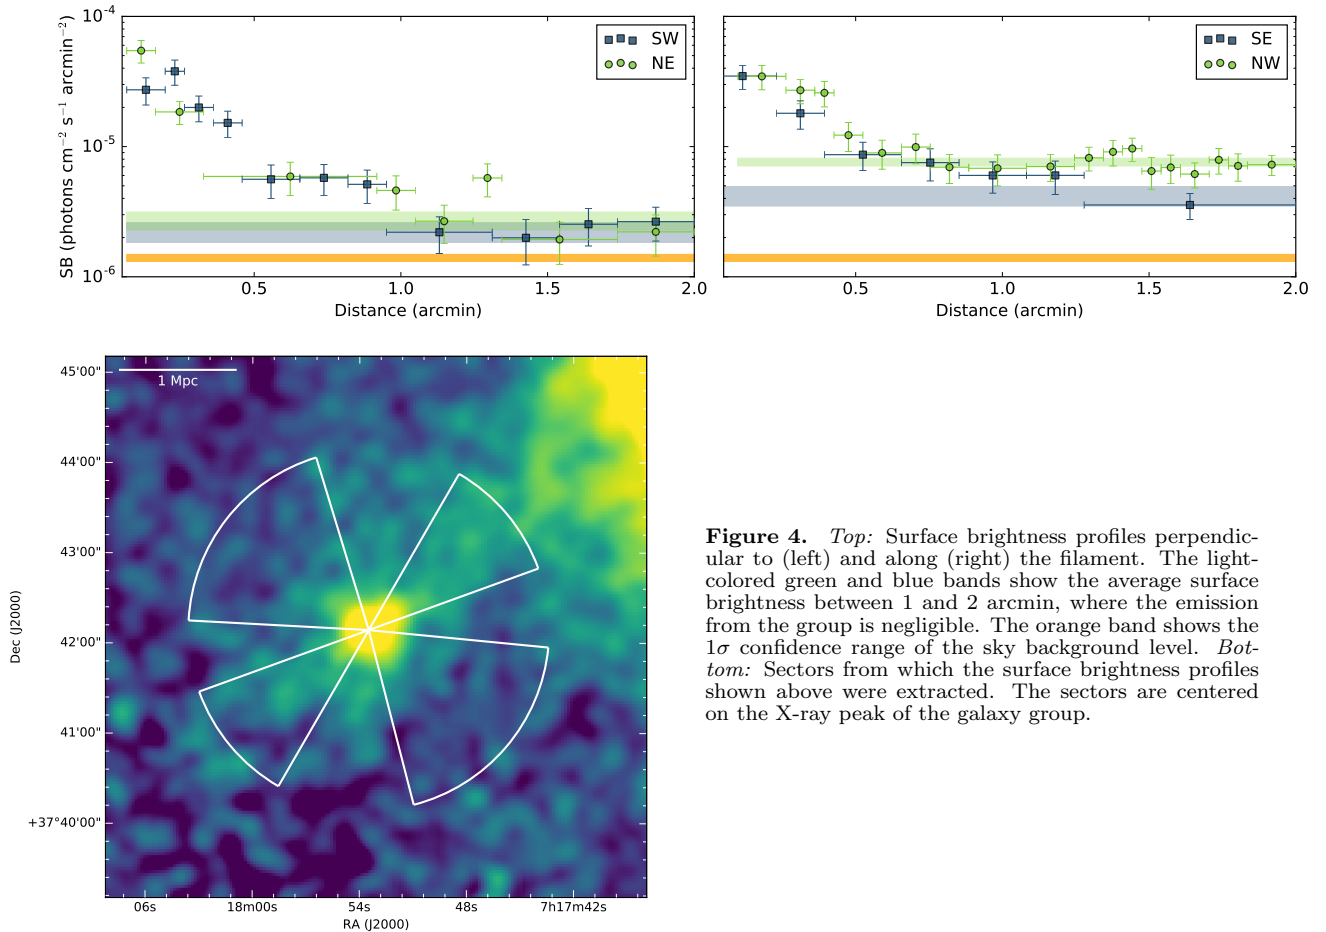 10⁻⁴
10⁻⁵
10⁻⁶
SB (photons cm⁻² s⁻¹ arcmin⁻²)
SW
NE
0.5 1.0 1.5 2.0
Distance (arcmin)
SE
NW
0.5 1.0 1.5 2.0
Distance (arcmin)
1 Mpc
45'00"
44'00"
43'00"
42'00"
41'00"
+37°40'00"
Dec (J2000)
06s 18m00s 54s 48s 7h17m42s
RA (J2000)
Figure 4. Top: Surface brightness profiles perpendic-
ular to (left) and along (right) the filament. The light-
colored green and blue bands show the average surface
brightness between 1 and 2 arcmin, where the emission
from the group is negligible. The orange band shows the
1σ confidence range of the sky background level. Bot-
tom: Sectors from which the surface brightness profiles
shown above were extracted. The sectors are centered
on the X-ray peak of the galaxy group.